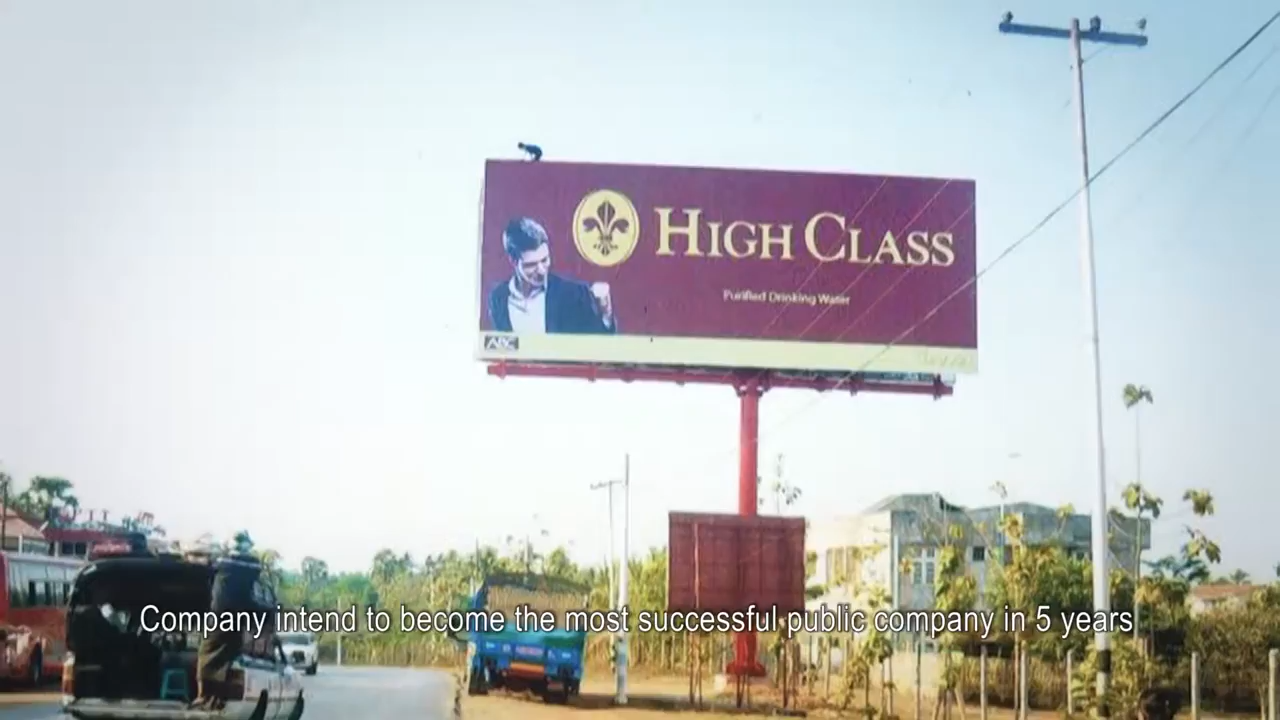 HIGH CLASS
Purified Drinking Water
ABC
Company intend to become the most successful public company in 5 years